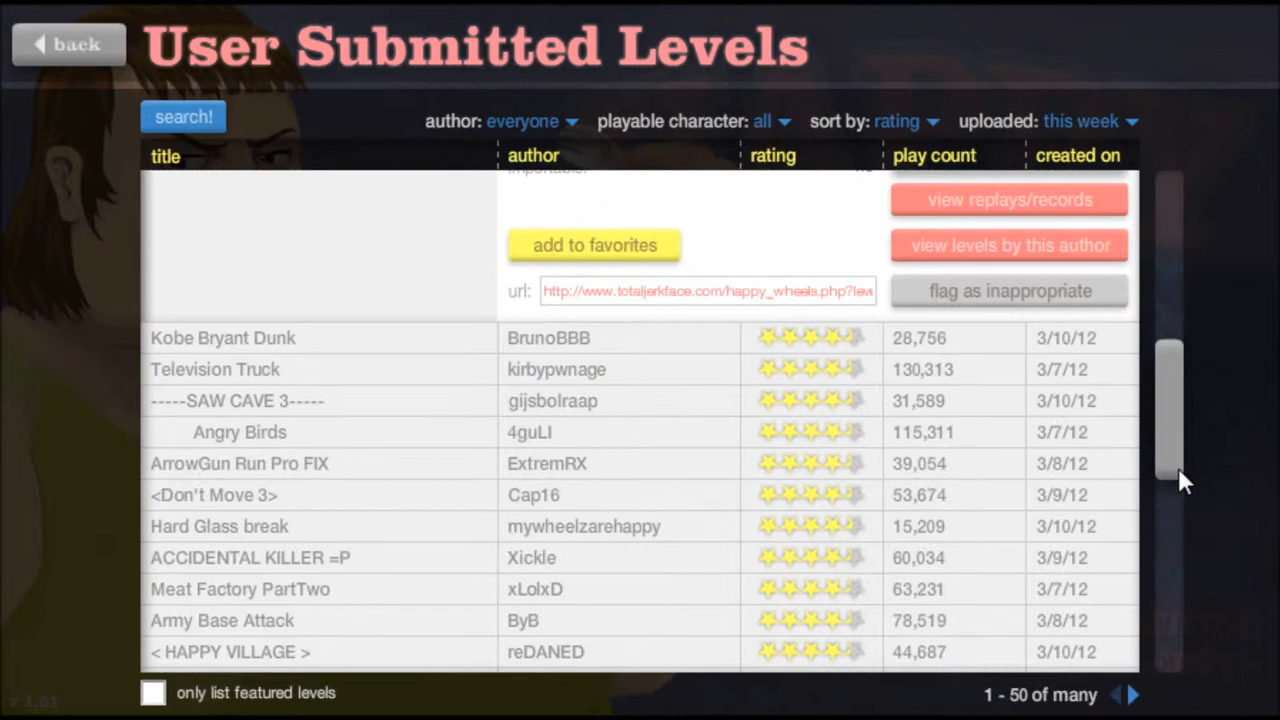 back
User Submitted Levels
search!
author: everyone playable character: all sort by: rating uploaded: this week
title author rating play count created on
importable:
view replays/records
add to favorites view levels by this author
url: http://www.totaljerkface.com/happy_wheels.php?leve flag as inappropriate
Kobe Bryant Dunk BrunoBBB 28,756 3/10/12
Television Truck kirbypwnage 130,313 3/7/12
-----SAW CAVE 3----- gijsbolraap 31,589 3/10/12
Angry Birds 4guLI 115,311 3/7/12
ArrowGun Run Pro FIX ExtremRX 39,054 3/8/12
<Don't Move 3> Cap16 53,674 3/9/12
Hard Glass break mywheelzarehappy 15,209 3/10/12
ACCIDENTAL KILLER =P Xickle 60,034 3/9/12
Meat Factory PartTwo xLolxD 63,231 3/7/12
Army Base Attack ByB 78,519 3/8/12
< HAPPY VILLAGE > reDANED 44,687 3/10/12
only list featured levels 1 - 50 of many